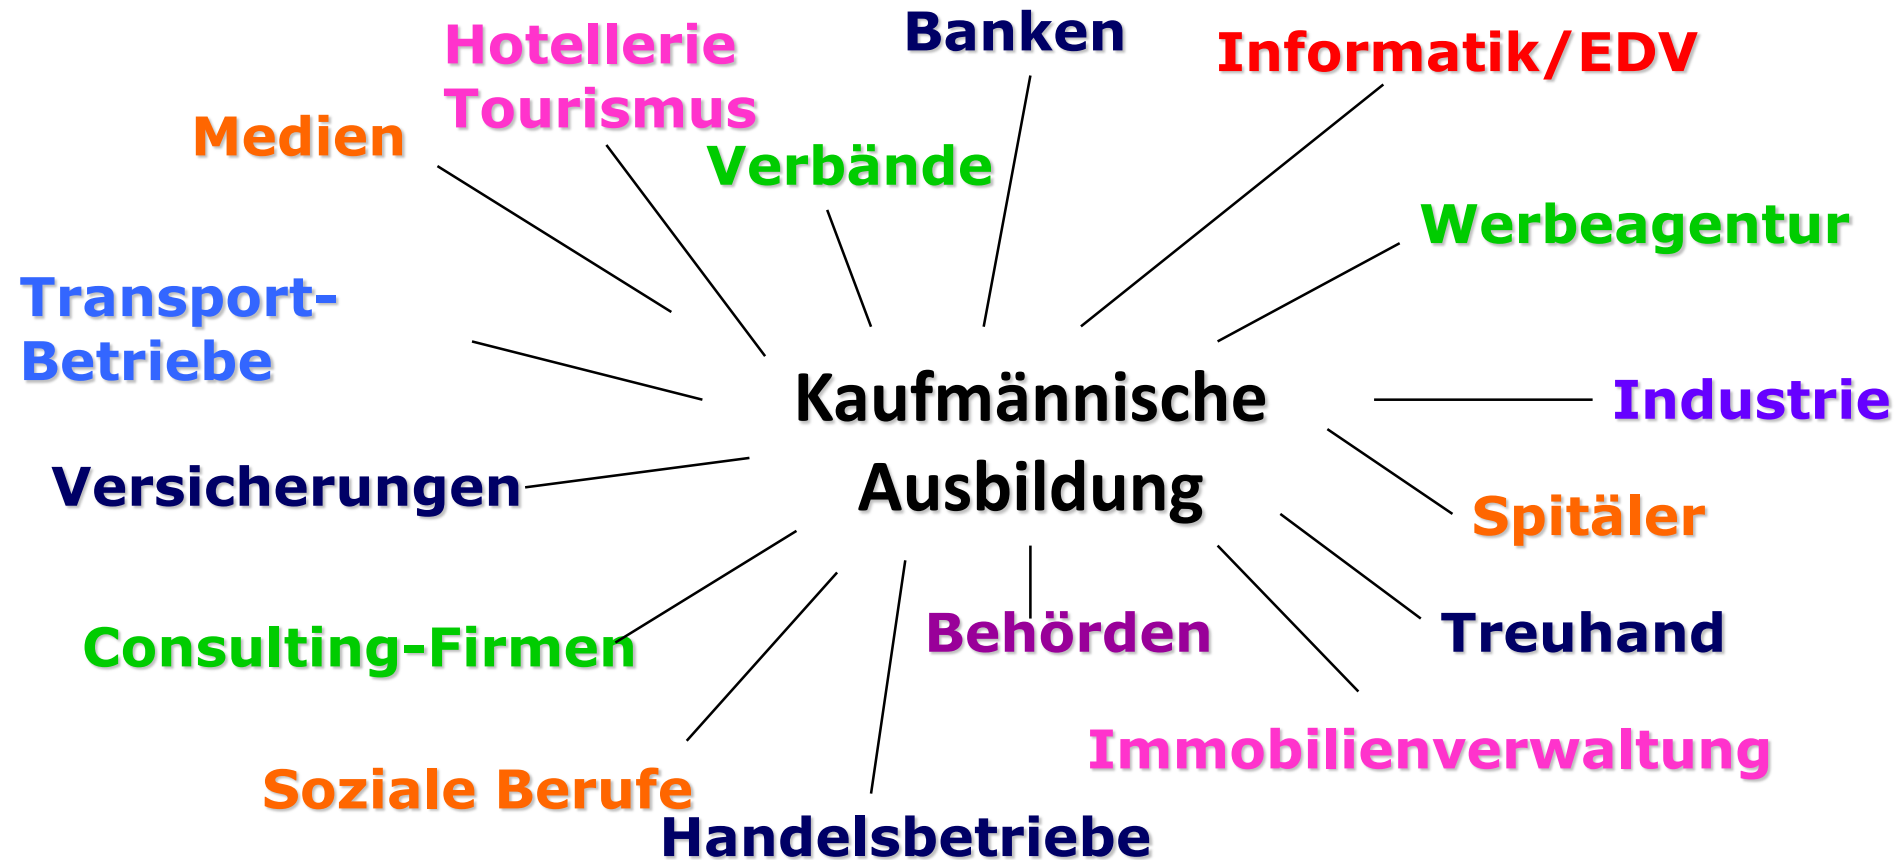 Banken
Hotellerie
Tourismus
Informatik/EDV
Medien
Verbände
Werbeagentur
Transport-
Betriebe
Kaufmännische
Ausbildung
Industrie
Versicherungen
Spitäler
Consulting-Firmen
Behörden
Treuhand
Immobilienverwaltung
Soziale Berufe
Handelsbetriebe